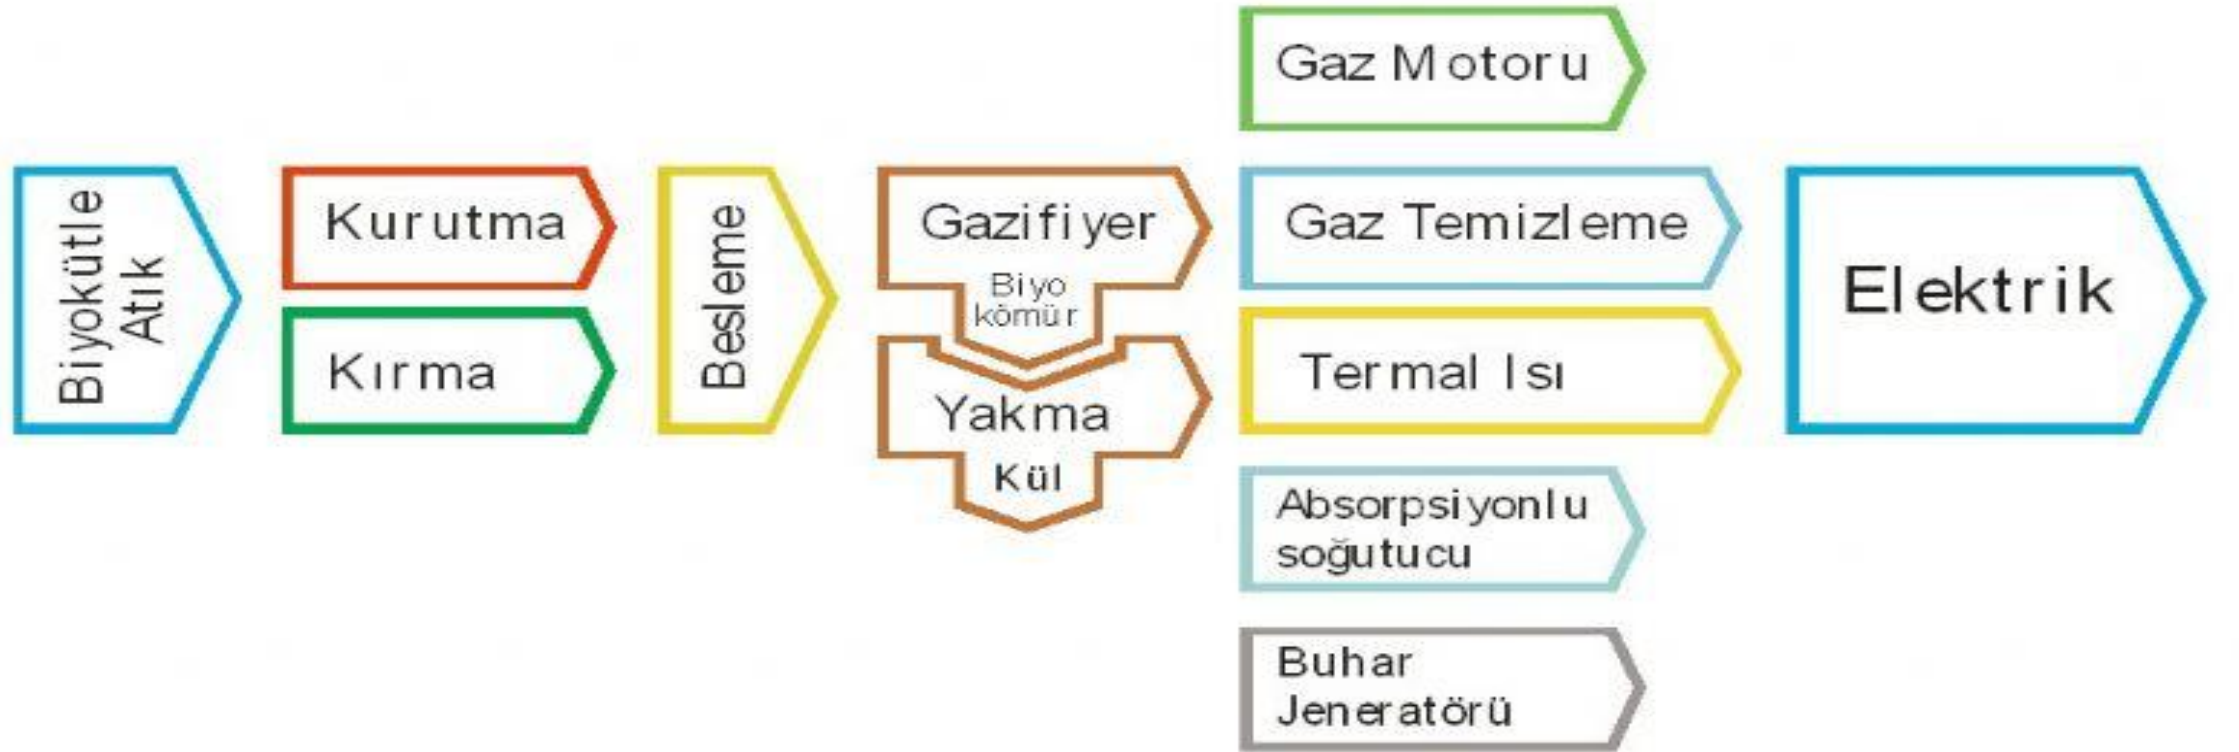 Biyokütle
Atık
Kurutma
Kırma
Besleme
Gazifiyer
Biyo
kömür
Yakma
Kül
Gaz Motoru
Gaz Temizleme
Termal Isı
Absorpsiyonlu
soğutucu
Buhar
Jeneratörü
Elektrik